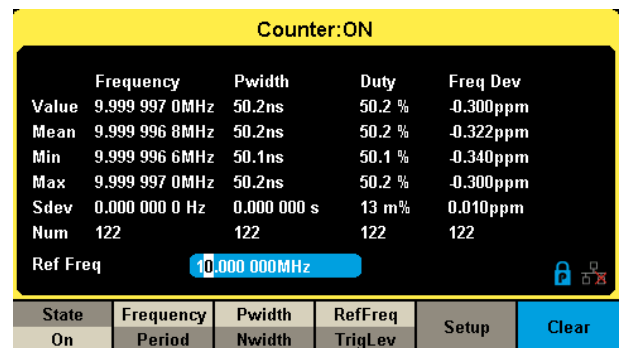 Counter:ON
Frequency Pwidth Duty Freq Dev
Value 9.999 997 0MHz 50.2ns 50.2 % -0.300ppm
Mean 9.999 996 8MHz 50.2ns 50.2 % -0.322ppm
Min 9.999 996 6MHz 50.1ns 50.1 % -0.340ppm
Max 9.999 997 0MHz 50.2ns 50.2 % -0.300ppm
Sdev 0.000 000 0 Hz 0.000 000 s 13 m% 0.010ppm
Num 122 122 122 122
Ref Freq 10.000 000MHz
P
State Frequency Pwidth RefFreq Setup Clear
On Period Nwidth TrigLev